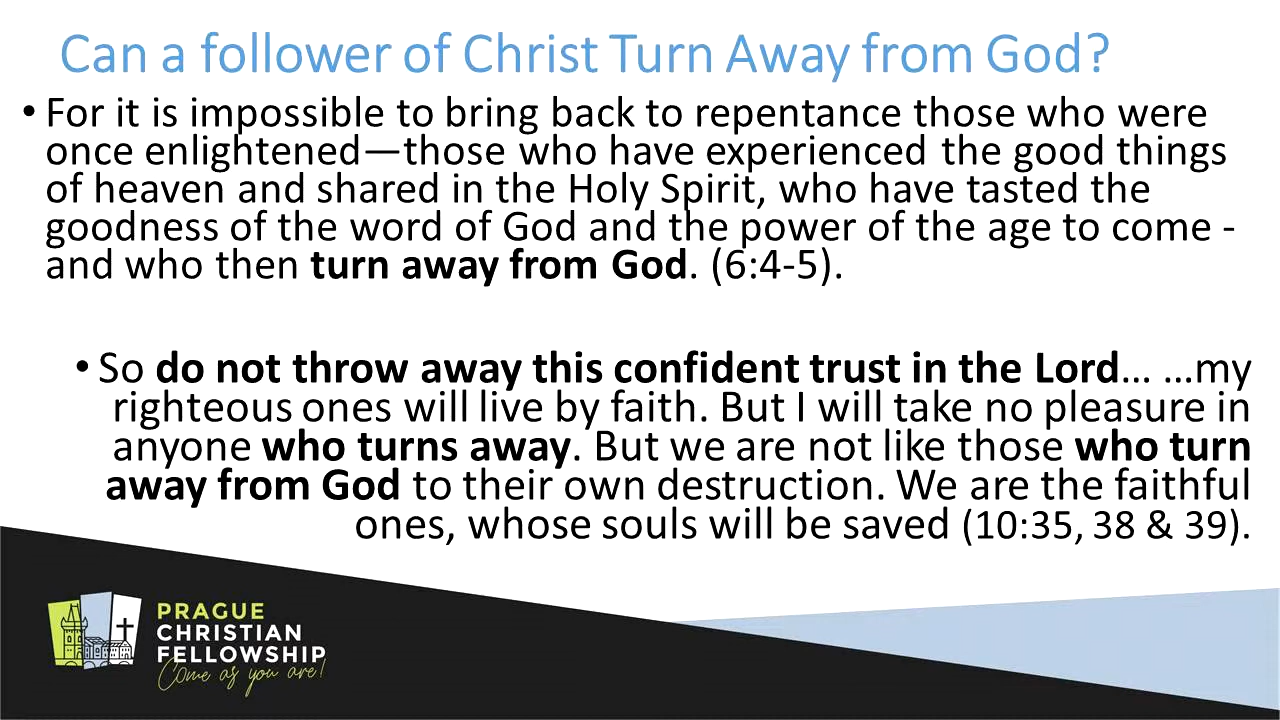 Can a follower of Christ Turn Away from God?
• For it is impossible to bring back to repentance those who were
once enlightened—those who have experienced the good things
of heaven and shared in the Holy Spirit, who have tasted the
goodness of the word of God and the power of the age to come -
and who then turn away from God. (6:4-5).
• So do not throw away this confident trust in the Lord… …my
righteous ones will live by faith. But I will take no pleasure in
anyone who turns away. But we are not like those who turn
away from God to their own destruction. We are the faithful
ones, whose souls will be saved (10:35, 38 & 39).
PRAGUE
CHRISTIAN
FELLOWSHIP
Come as you are!